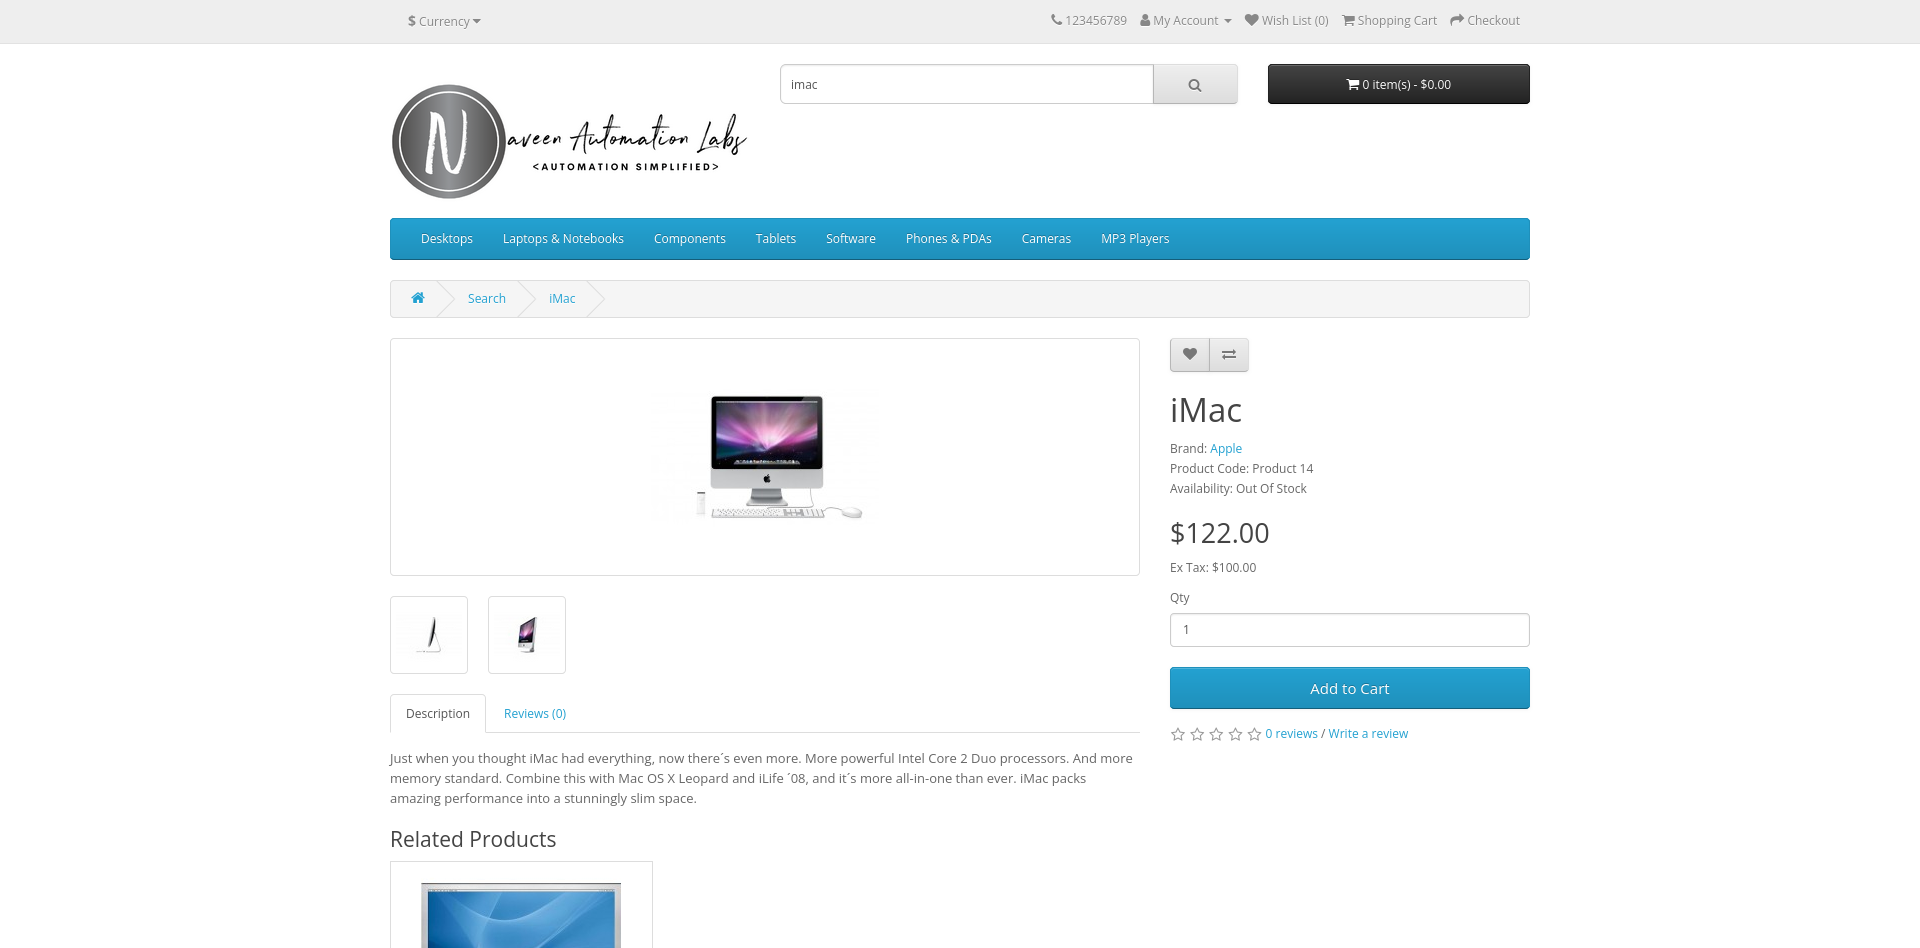 $ Currency
123456789 My Account Wish List (0) Shopping Cart Checkout
imac
0 item(s) - $0.00
N
aveen Automation Labs
<AUTOMATION SIMPLIFIED>
Desktops Laptops & Notebooks Components Tablets Software Phones & PDAs Cameras MP3 Players
Search iMac
iMac
Brand: Apple
Product Code: Product 14
Availability: Out Of Stock
$122.00
Ex Tax: $100.00
Qty
1
Add to Cart
0 reviews / Write a review
Description Reviews (0)
Just when you thought iMac had everything, now there´s even more. More powerful Intel Core 2 Duo processors. And more
memory standard. Combine this with Mac OS X Leopard and iLife ´08, and it´s more all-in-one than ever. iMac packs
amazing performance into a stunningly slim space.
Related Products